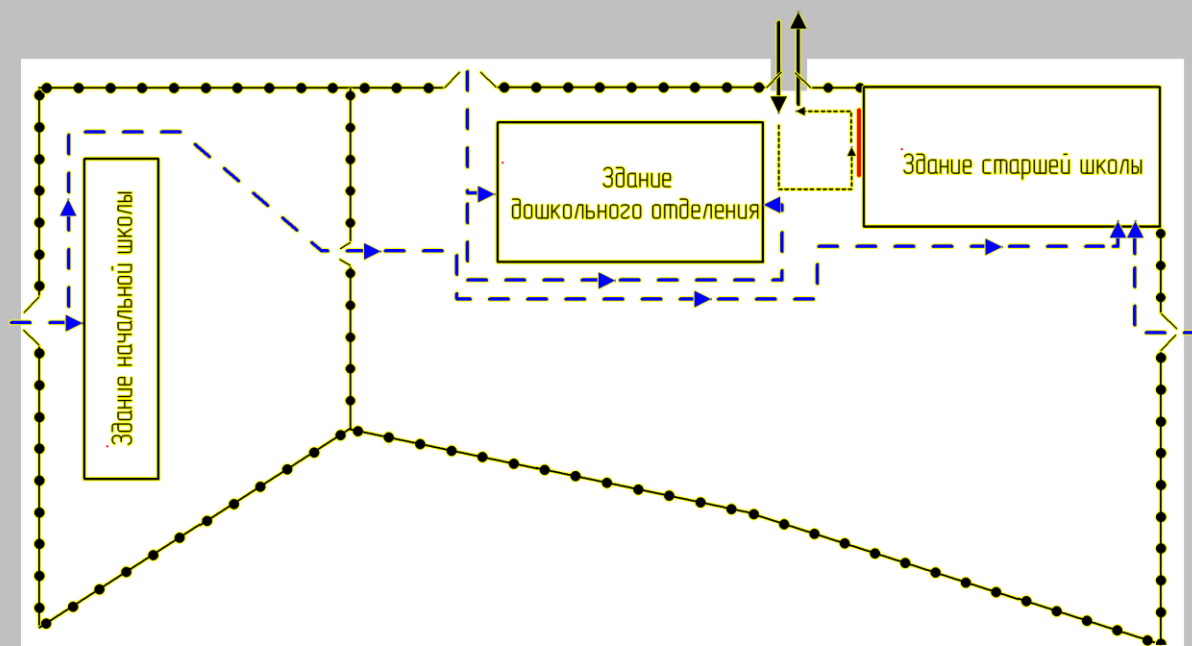 Здание начальной школы
Здание
дошкольного отделения
Здание старшей школы